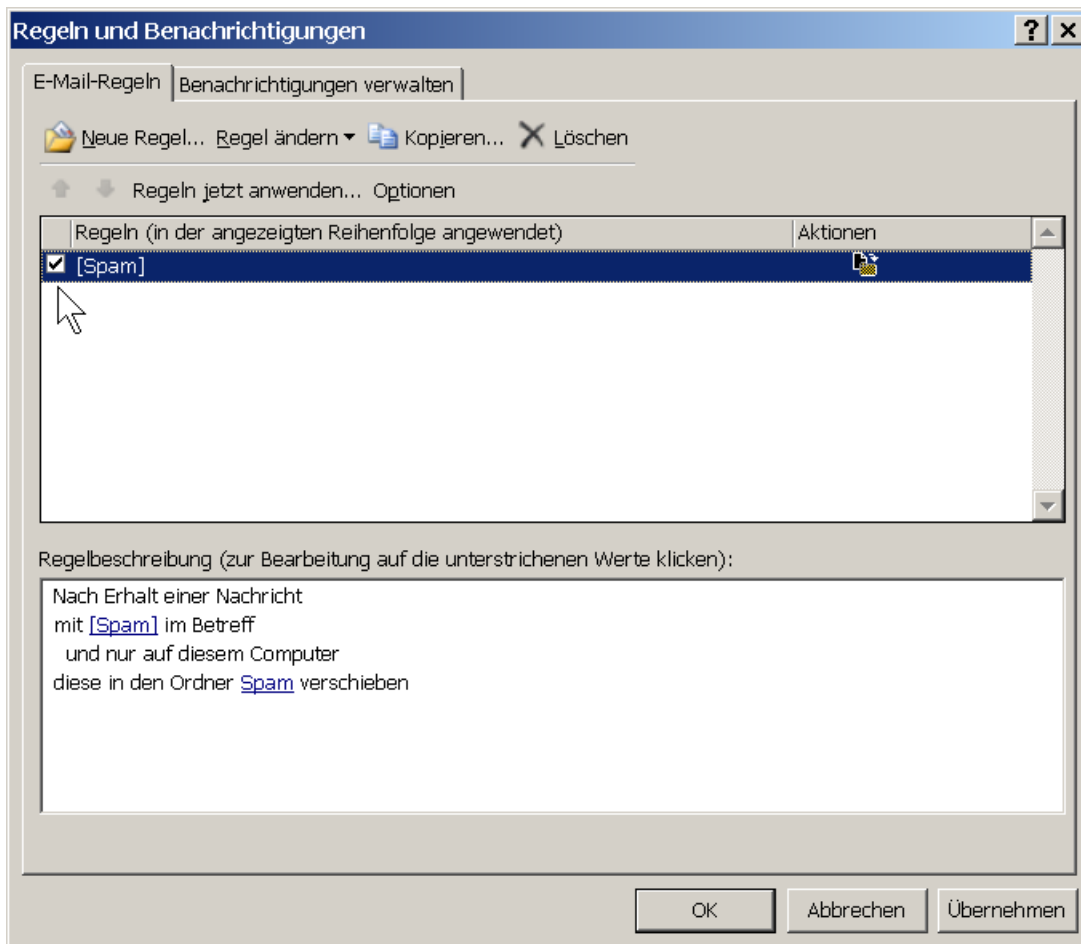 Regeln und Benachrichtigungen
E-Mail-Regeln Benachrichtigungen verwalten
Neue Regel... Regel ändern Kopieren... Löschen
Regeln jetzt anwenden... Optionen
Regeln (in der angezeigten Reihenfolge angewendet) Aktionen
[Spam]
Regelbeschreibung (zur Bearbeitung auf die unterstrichenen Werte klicken):
Nach Erhalt einer Nachricht
mit [Spam] im Betreff
und nur auf diesem Computer
diese in den Ordner Spam verschieben
OK Abbrechen Übernehmen